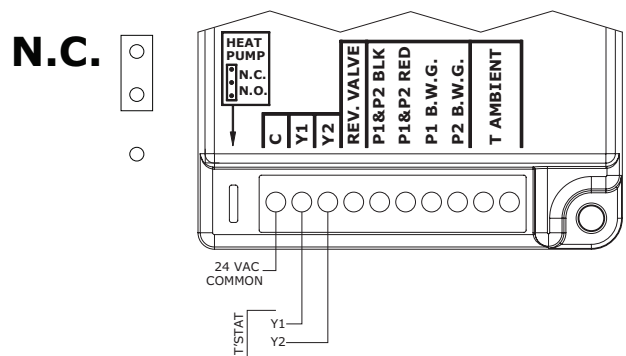 N.C.
HEAT
PUMP
N.C.
N.O.
C
Y1
Y2
REV. VALVE
P1&P2 BLK
P1&P2 RED
P1 B.W.G.
P2 B.W.G.
T AMBIENT
24 VAC
COMMON
T'STAT
Y1
Y2